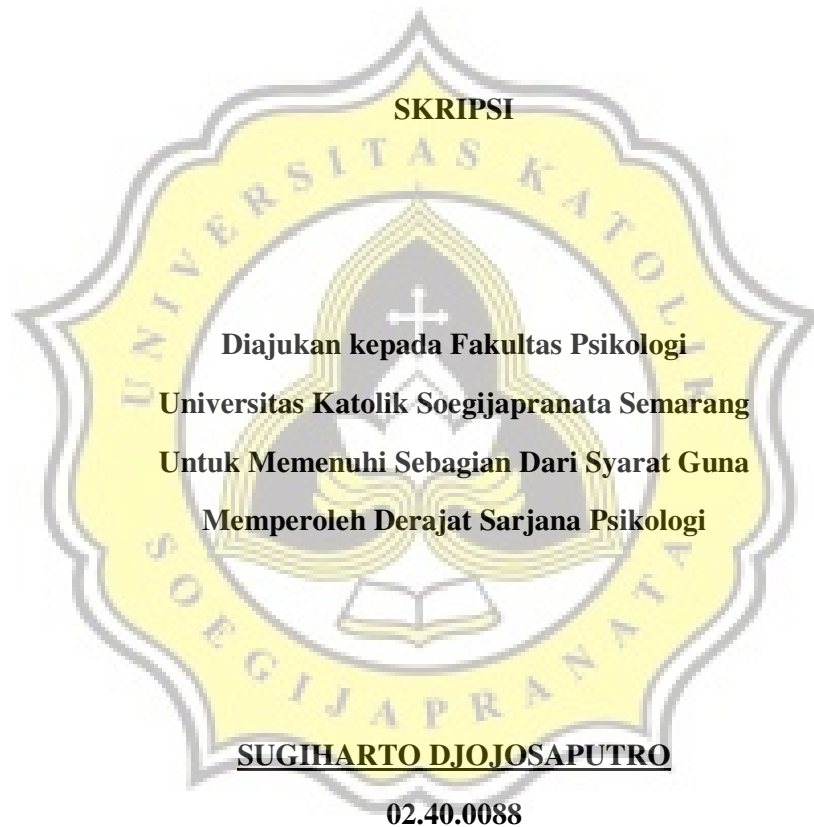 SKRIPSI
UNIVERSITAS KATOLIK
Diajukan kepada Fakultas Psikologi
Universitas Katolik Soegijapranata Semarang
Untuk Memenuhi Sebagian Dari Syarat Guna
Memperoleh Derajat Sarjana Psikologi
SOEGIJAPRANATA
SUGIHARTO DJOJOSAPUTRO
02.40.0088